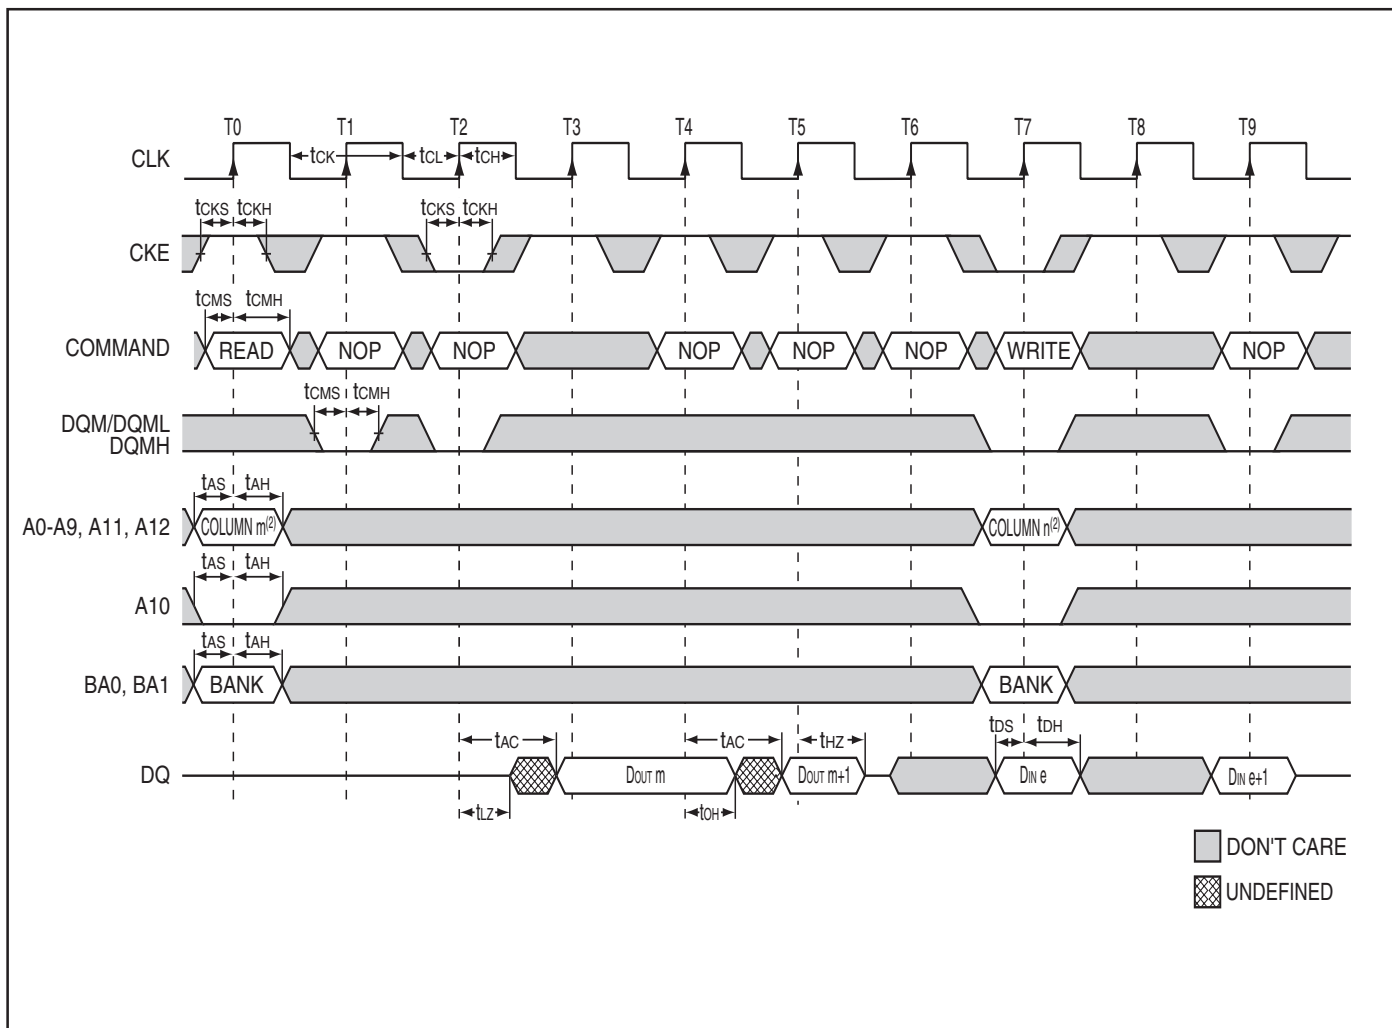 T0 T1 T2 T3 T4 T5 T6 T7 T8 T9
CLK tCK tCL tCH
tCKS tCKH tCKS tCKH
CKE
tCMS tCMH
COMMAND READ NOP NOP NOP NOP NOP WRITE NOP
tCMS tCMH
DQM/DQML
DQMH
tAS tAH
A0-A9, A11, A12 COLUMN m(2) COLUMN n(2)
tAS tAH
A10
tAS tAH
BA0, BA1 BANK BANK
tAC tAC tHZ tDS tDH
DQ DOUT m DOUT m+1 DIN e DIN e+1
tLZ tOH
DON'T CARE
UNDEFINED